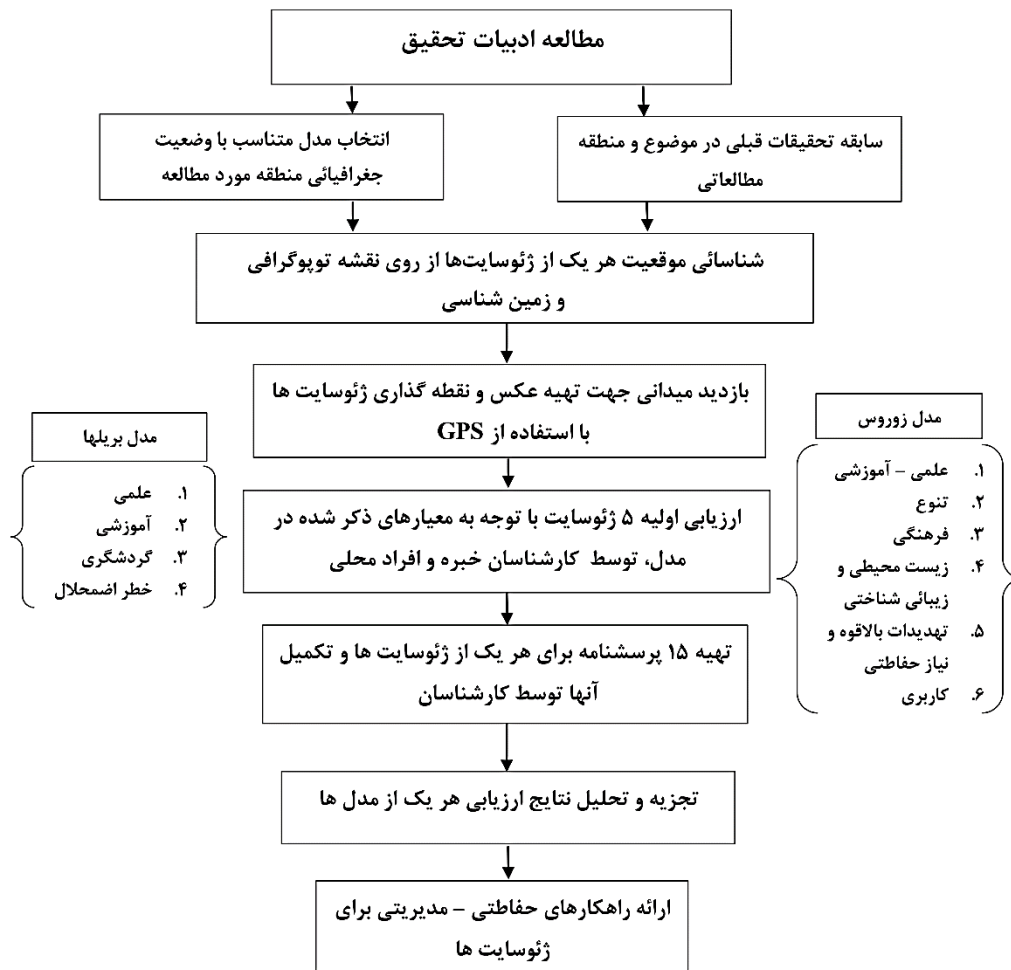 مطالعه ادبیات تحقیق
سابقه تحقیقات قبلی در موضوع و منطقه
مطالعاتی
انتخاب مدل متناسب با وضعیت
جغرافیائی منطقه مورد مطالعه
شناسائی موقعیت هر یک از ژئوسایت‌ها از روی نقشه توپوگرافی
و زمین شناسی
بازدید میدانی جهت تهیه عکس و نقطه گذاری ژئوسایت ها
با استفاده از GPS
مدل زوروس
۱. علمی – آموزشی
۲. تنوع
۳. فرهنگی
۴. زیست محیطی و
زیبائی شناختی
۵. تهدیدات بالاقوه و
نیاز حفاطتی
۶. کاربری
مدل بریلها
۱. علمی
۲. آموزشی
۳. گردشگری
۴. خطر اضمحلال
ارزیابی اولیه ۵ ژئوسایت با توجه به معیارهای ذکر شده در
مدل، توسط کارشناسان خبره و افراد محلی
تهیه ۱۵ پرسشنامه برای هر یک از ژئوسایت ها و تکمیل
آنها توسط کارشناسان
تجزیه و تحلیل نتایج ارزیابی هر یک از مدل ها
ارائه راهکارهای حفاطتی – مدیریتی برای
ژئوسایت ها